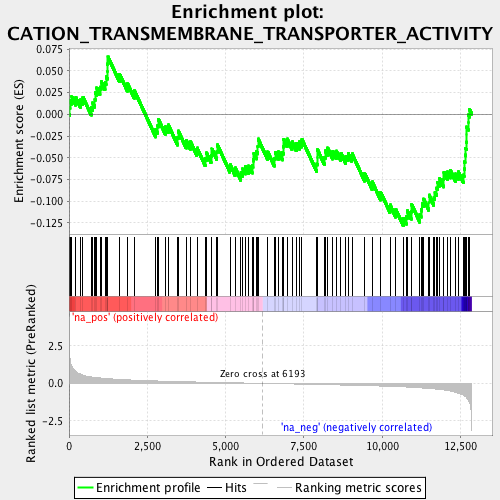 Enrichment plot:
CATION_TRANSMEMBRANE_TRANSPORTER_ACTIVITY
Enrichment score (ES)
0.075
0.050
0.025
0.000
-0.025
-0.050
-0.075
-0.100
-0.125
'na_pos' (positively correlated)
Ranked list metric (PreRanked)
2.5
0.0
-2.5
Zero cross at 6193
'na_neg' (negatively correlated)
0
2,500
5,000
7,500
10,000
12,500
Rank in Ordered Dataset
Enrichment profile
Hits
Ranking metric scores